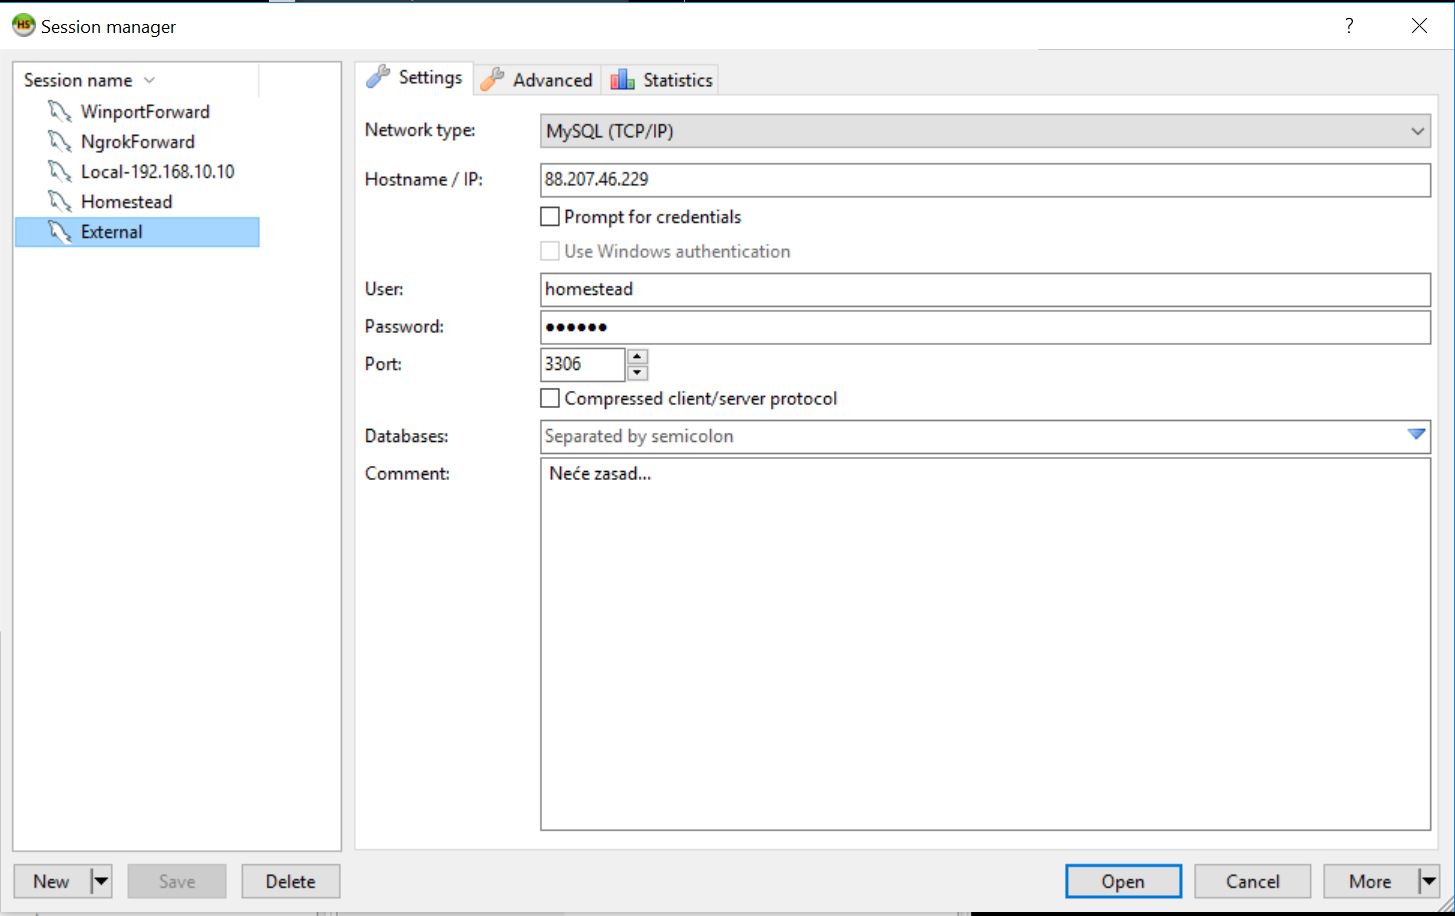 HS Session manager ?
Session name
WinportForward
NgrokForward
Local-192.168.10.10
Homestead
External
Settings Advanced Statistics
Network type: MySQL (TCP/IP)
Hostname / IP: 88.207.46.229
Prompt for credentials
Use Windows authentication
User: homestead
Password: ●●●●●●
Port: 3306
Compressed client/server protocol
Databases: Separated by semicolon
Comment: Neće zasad...
New Save Delete Open Cancel More